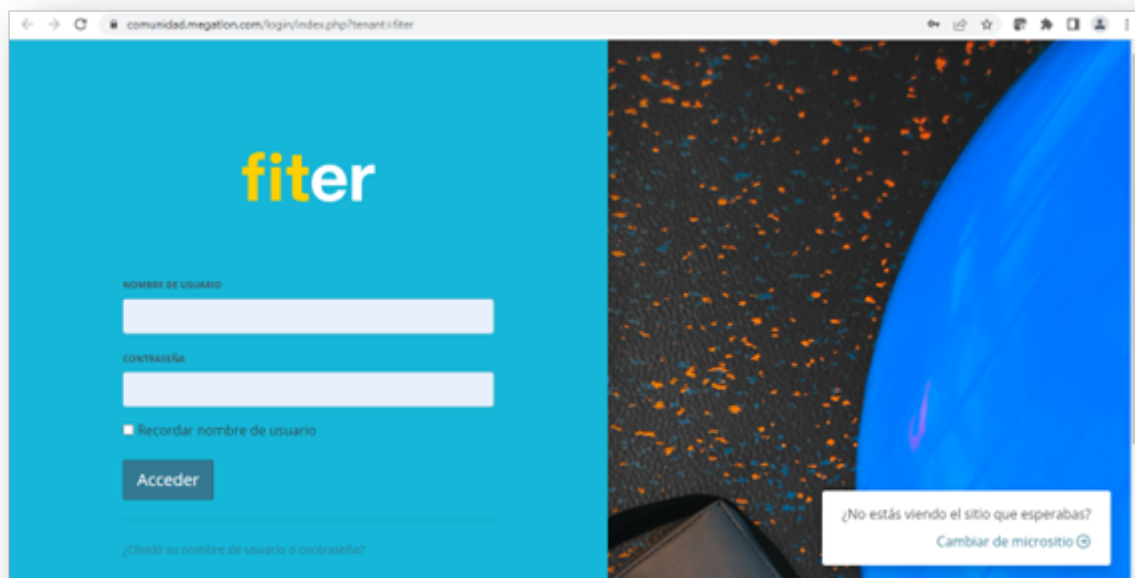 comunidad.megatlon.com/login/index.php?tenant=fiter
fiter
NOMBRE DE USUARIO
CONTRASEÑA
Recordar nombre de usuario
Acceder
¿Olvidó su nombre de usuario o contraseña?
¿No estás viendo el sitio que esperabas?
Cambiar de micrositio